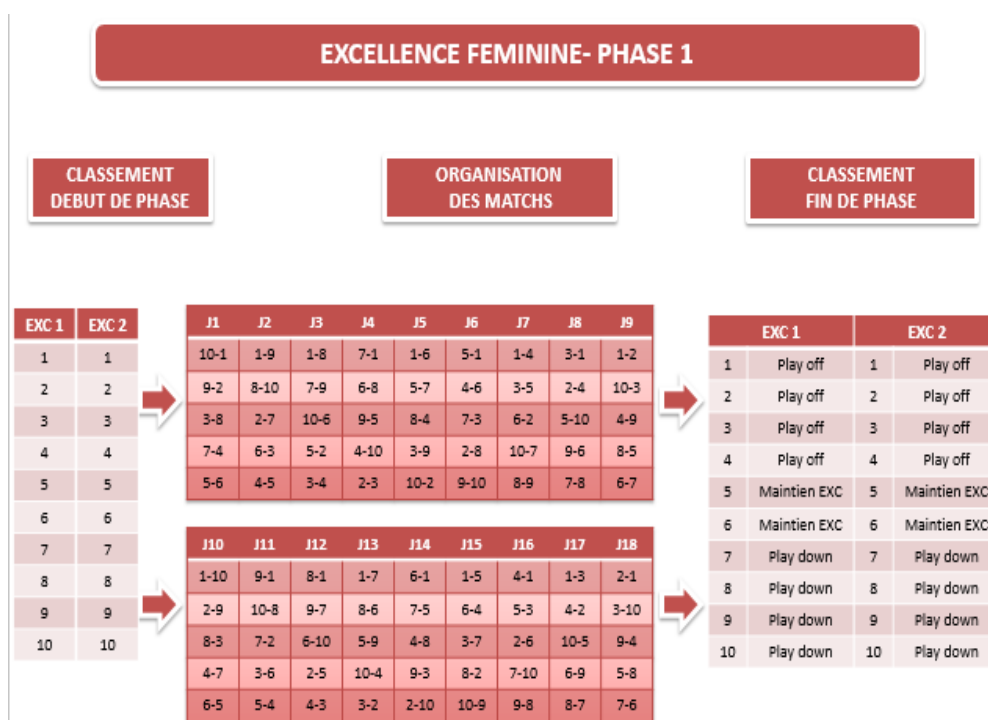 EXCELLENCE FEMININE- PHASE 1
CLASSEMENT
DEBUT DE PHASE
ORGANISATION
DES MATCHS
CLASSEMENT
FIN DE PHASE
EXC 1 EXC 2
1 1
2 2
3 3
4 4
5 5
6 6
7 7
8 8
9 9
10 10
J1 J2 J3 J4 J5 J6 J7 J8 J9
10-1 1-9 1-8 7-1 1-6 5-1 1-4 3-1 1-2
9-2 8-10 7-9 6-8 5-7 4-6 3-5 2-4 10-3
3-8 2-7 10-6 9-5 8-4 7-3 6-2 5-10 4-9
7-4 6-3 5-2 4-10 3-9 2-8 10-7 9-6 8-5
5-6 4-5 3-4 2-3 10-2 9-10 8-9 7-8 6-7
J10 J11 J12 J13 J14 J15 J16 J17 J18
1-10 9-1 8-1 1-7 6-1 1-5 4-1 1-3 2-1
2-9 10-8 9-7 8-6 7-5 6-4 5-3 4-2 3-10
8-3 7-2 6-10 5-9 4-8 3-7 2-6 10-5 9-4
4-7 3-6 2-5 10-4 9-3 8-2 7-10 6-9 5-8
6-5 5-4 4-3 3-2 2-10 10-9 9-8 8-7 7-6
EXC 1 EXC 2
1 Play off 1 Play off
2 Play off 2 Play off
3 Play off 3 Play off
4 Play off 4 Play off
5 Maintien EXC 5 Maintien EXC
6 Maintien EXC 6 Maintien EXC
7 Play down 7 Play down
8 Play down 8 Play down
9 Play down 9 Play down
10 Play down 10 Play down